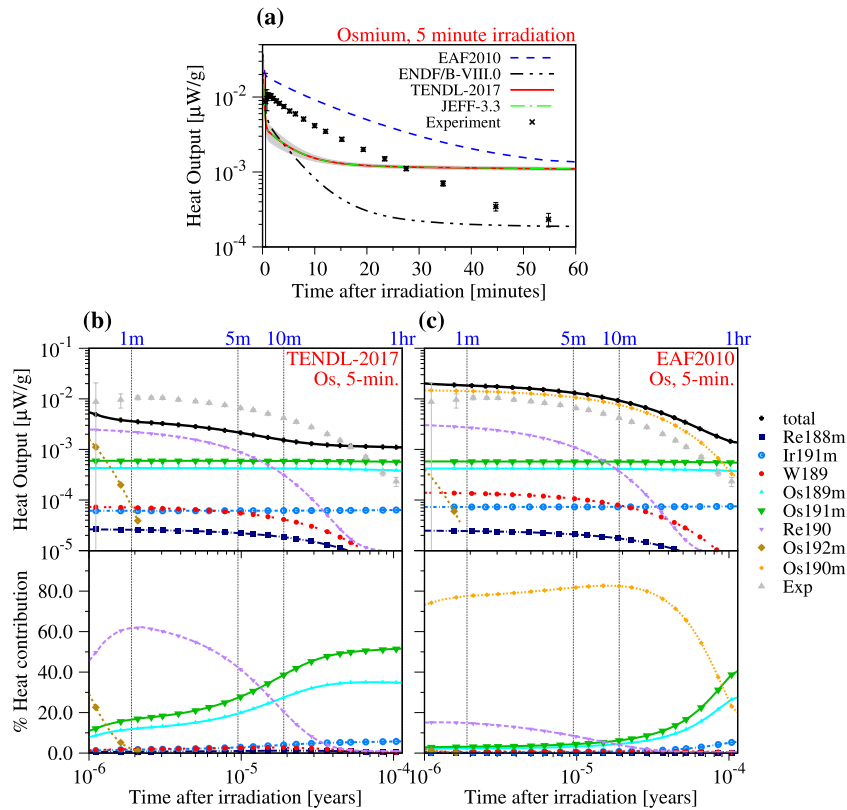 (a)
Osmium, 5 minute irradiation
EAF2010
ENDF/B-VIII.0
TENDL-2017
JEFF-3.3
Experiment
Heat Output [µW/g]
10⁻²
10⁻³
10⁻⁴
0 10 20 30 40 50 60
Time after irradiation [minutes]
(b)
1m 5m 10m 1hr
TENDL-2017
Os, 5-min.
Heat Output [µW/g]
10⁻¹
10⁻²
10⁻³
10⁻⁴
10⁻⁵
% Heat contribution
80.0
60.0
40.0
20.0
0.0
10⁻⁶ 10⁻⁵ 10⁻⁴
Time after irradiation [years]
(c)
1m 5m 10m 1hr
EAF2010
Os, 5-min.
10⁻⁵ 10⁻⁴
Time after irradiation [years]
total
Re188m
Ir191m
W189
Os189m
Os191m
Re190
Os192m
Os190m
Exp